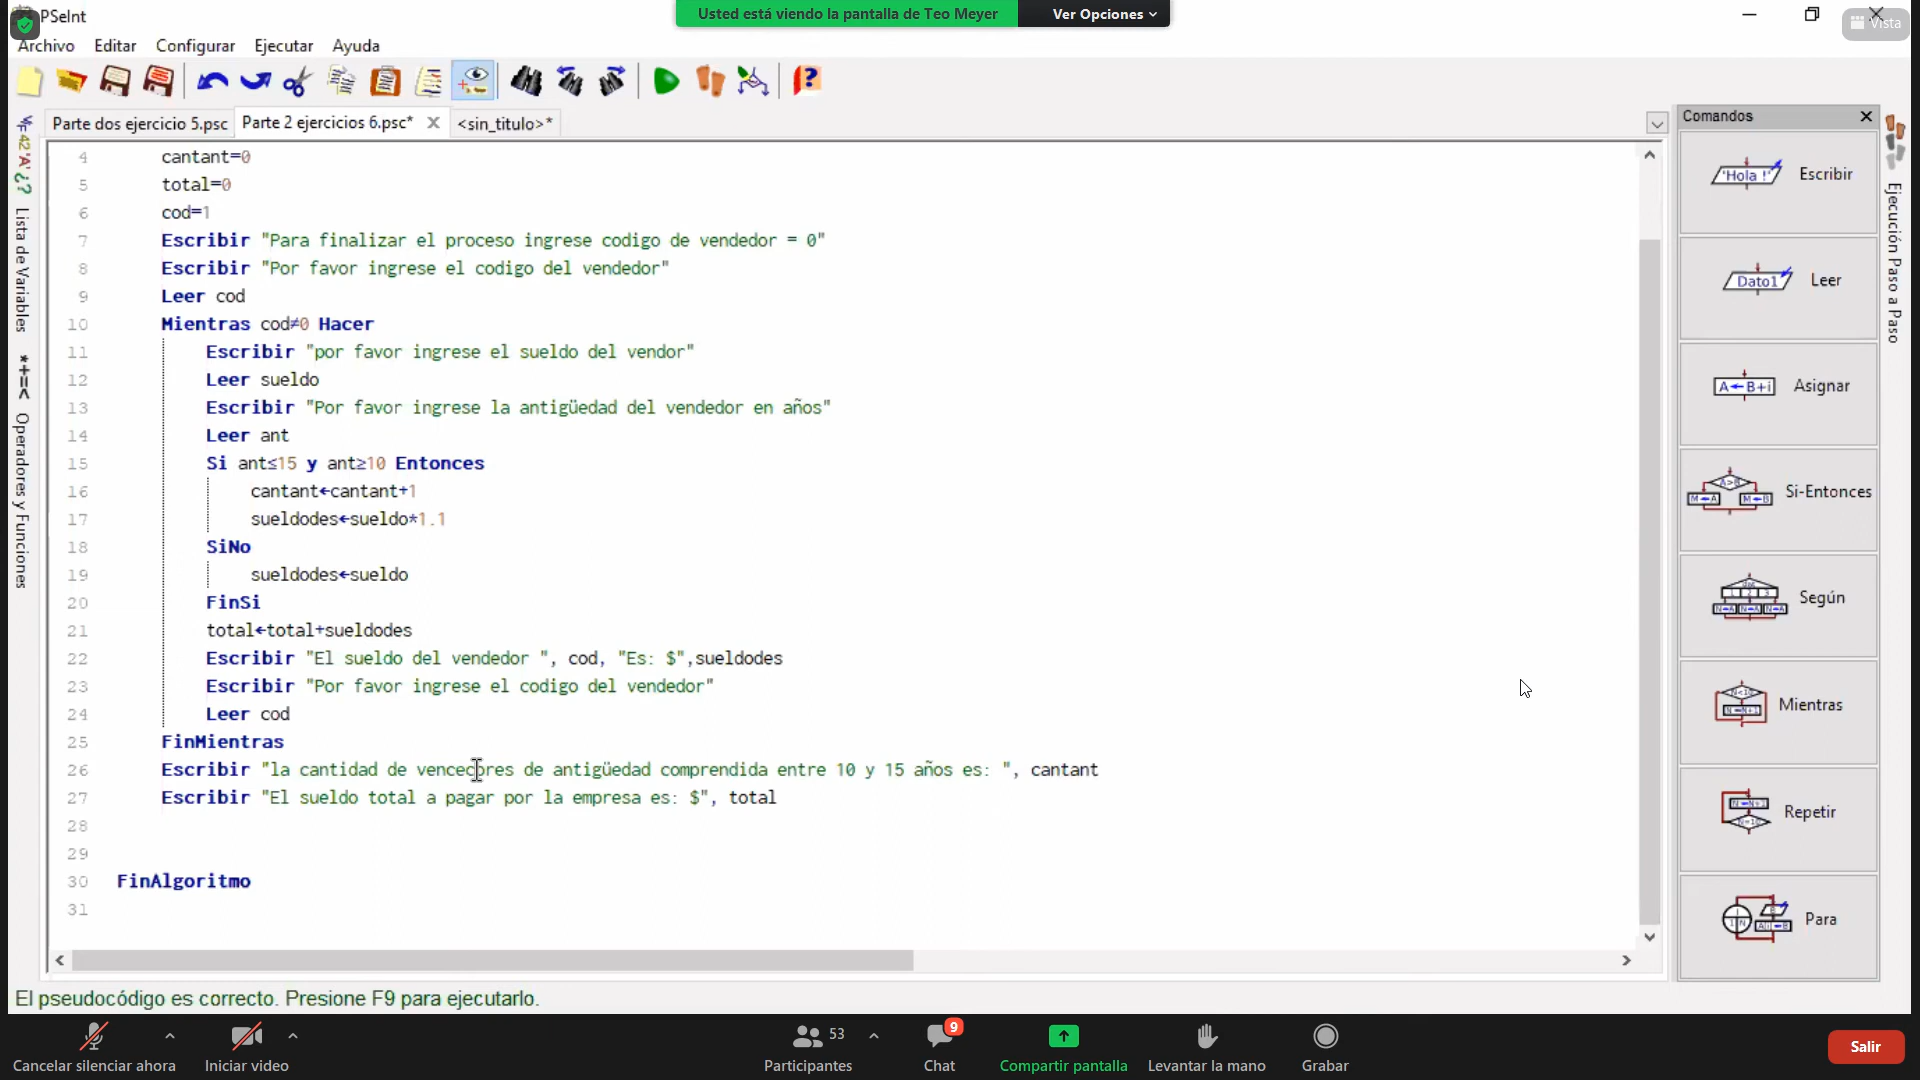 PSeInt
Usted está viendo la pantalla de Teo Meyer
Ver Opciones
Vista
Archivo Editar Configurar Ejecutar Ayuda
Parte dos ejercicio 5.psc Parte 2 ejercicios 6.psc* <sin_titulo>*
4 cantant=0
5 total=0
6 cod=1
7 Escribir "Para finalizar el proceso ingrese codigo de vendedor = 0"
8 Escribir "Por favor ingrese el codigo del vendedor"
9 Leer cod
10 Mientras cod≠0 Hacer
11 Escribir "por favor ingrese el sueldo del vendor"
12 Leer sueldo
13 Escribir "Por favor ingrese la antigüedad del vendedor en años"
14 Leer ant
15 Si ant≤15 y ant≥10 Entonces
16 cantant←cantant+1
17 sueldodes←sueldo*1.1
18 SiNo
19 sueldodes←sueldo
20 FinSi
21 total←total+sueldodes
22 Escribir "El sueldo del vendedor ", cod, "Es: $",sueldodes
23 Escribir "Por favor ingrese el codigo del vendedor"
24 Leer cod
25 FinMientras
26 Escribir "la cantidad de vencecores de antigüedad comprendida entre 10 y 15 años es: ", cantant
27 Escribir "El sueldo total a pagar por la empresa es: $", total
28
29
30 FinAlgoritmo
31
Lista de Variables
*+=< Operadores y Funciones
Comandos
'Hola !' Escribir
Dato1 Leer
A←B+i Asignar
A>B Si-Entonces
Según
Mientras
Repetir
Para
Ejecución Paso a Paso
El pseudocódigo es correcto. Presione F9 para ejecutarlo.
Cancelar silenciar ahora
Iniciar video
53
Participantes
9
Chat
Compartir pantalla
Levantar la mano
Grabar
Salir